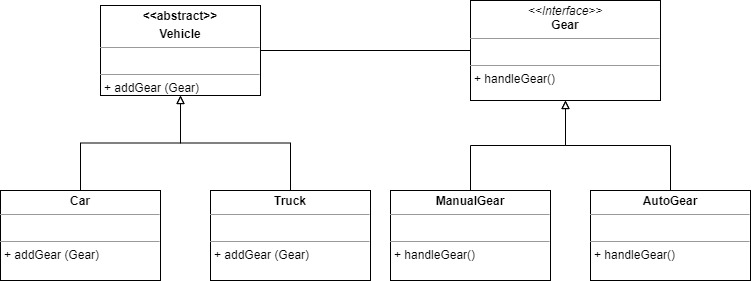 <<abstract>>
Vehicle
+ addGear (Gear)
<<Interface>>
Gear
+ handleGear()
Car
+ addGear (Gear)
Truck
+ addGear (Gear)
ManualGear
+ handleGear()
AutoGear
+ handleGear()